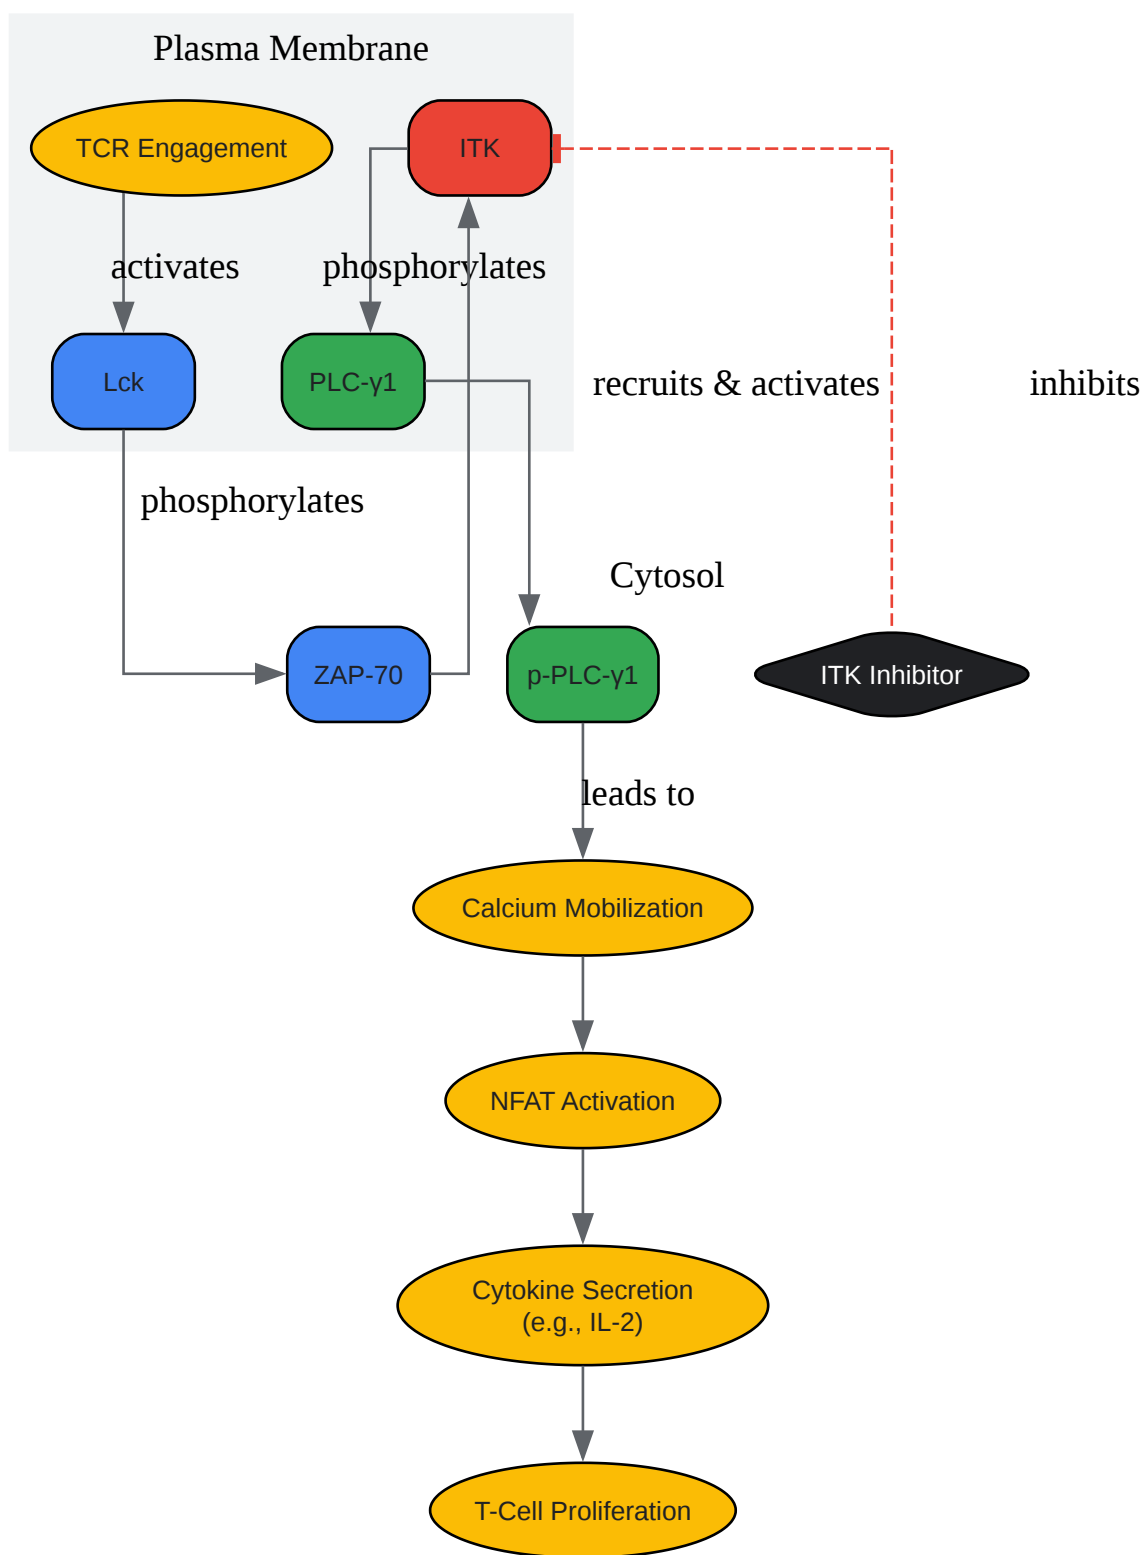 Plasma Membrane
TCR Engagement
ITK
activates
phosphorylates
Lck
PLC-γ1
recruits & activates
inhibits
phosphorylates
Cytosol
ZAP-70
p-PLC-γ1
ITK Inhibitor
leads to
Calcium Mobilization
NFAT Activation
Cytokine Secretion
(e.g., IL-2)
T-Cell Proliferation